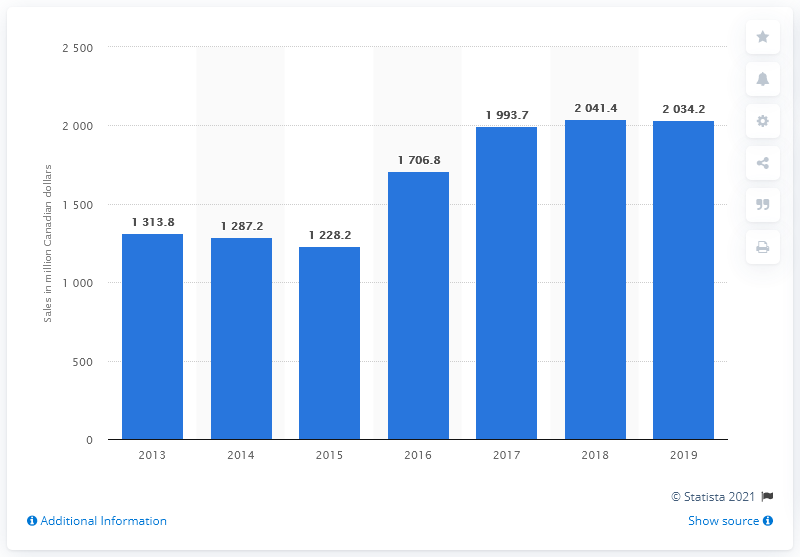 Sales in million Canadian dollars
2 500
2 000
1 500
1 000
500
0
1 313.8
1 287.2
1 228.2
1 706.8
1 993.7
2 041.4
2 034.2
2013 2014 2015 2016 2017 2018 2019
© Statista 2021
Additional Information
Show source